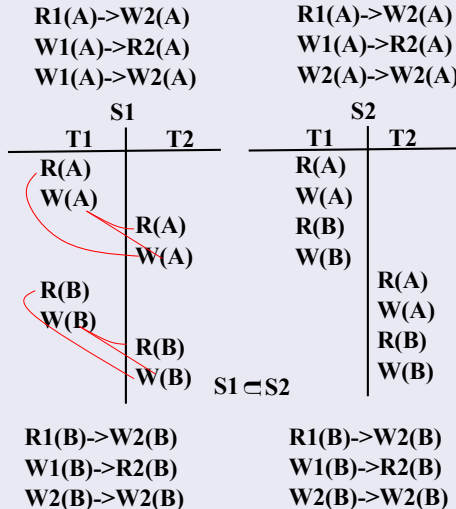 R1(A)->W2(A) R1(A)->W2(A)
W1(A)->R2(A) W1(A)->R2(A)
W1(A)->W2(A) W2(A)->W2(A)
S1 S2
T1 T2 T1 T2
R(A) R(A)
W(A) W(A)
R(A) R(B)
W(A) W(B)
R(B) R(A)
W(B) W(A)
R(B) R(B)
W(B) W(B)
S1 ⊂ S2
R1(B)->W2(B) R1(B)->W2(B)
W1(B)->R2(B) W1(B)->R2(B)
W2(B)->W2(B) W2(B)->W2(B)